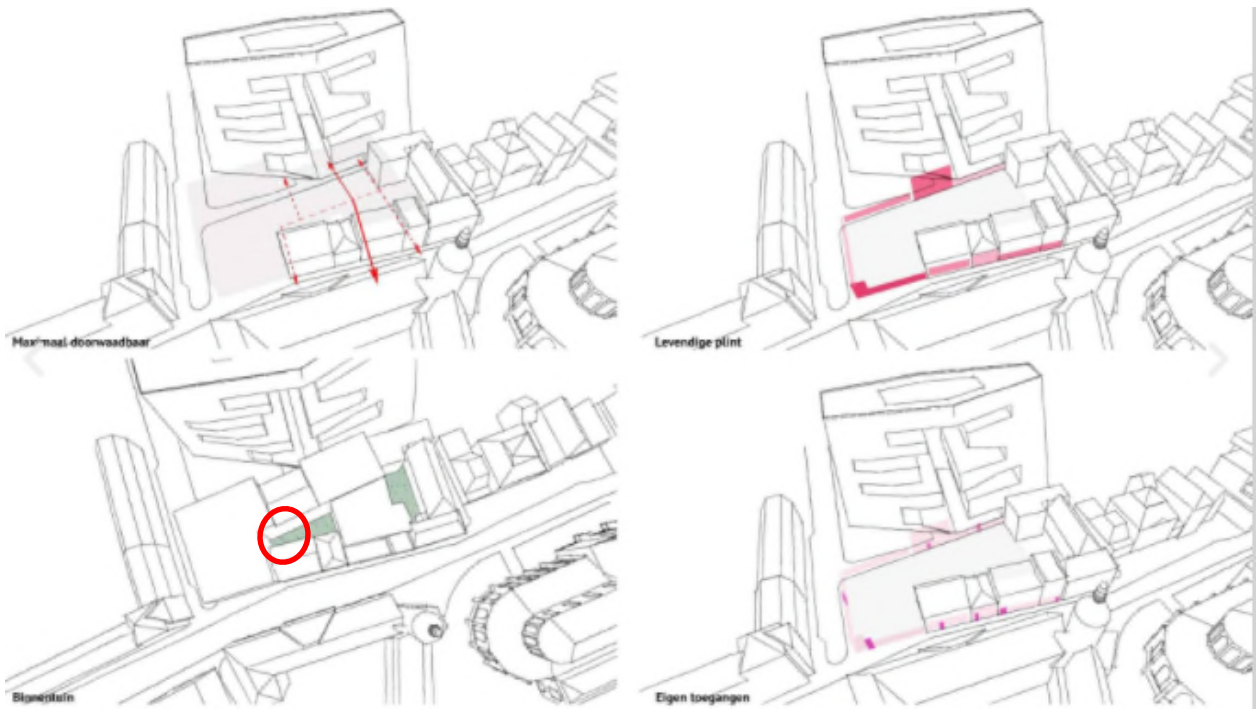 Maximaal doorwaadbaar
Levendige plint
Binnentuin
Eigen toegangen